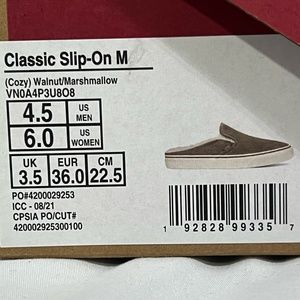 Classic Slip-On M
(Cozy) Walnut/Marshmallow
VN0A4P3U8O8
4.5 US MEN
6.0 US WOMEN
UK EUR CM
3.5 36.0 22.5
PO#4200029253
ICC - 08/21
CPSIA PO/CUT#
420002925300100
1 92828 99335 7